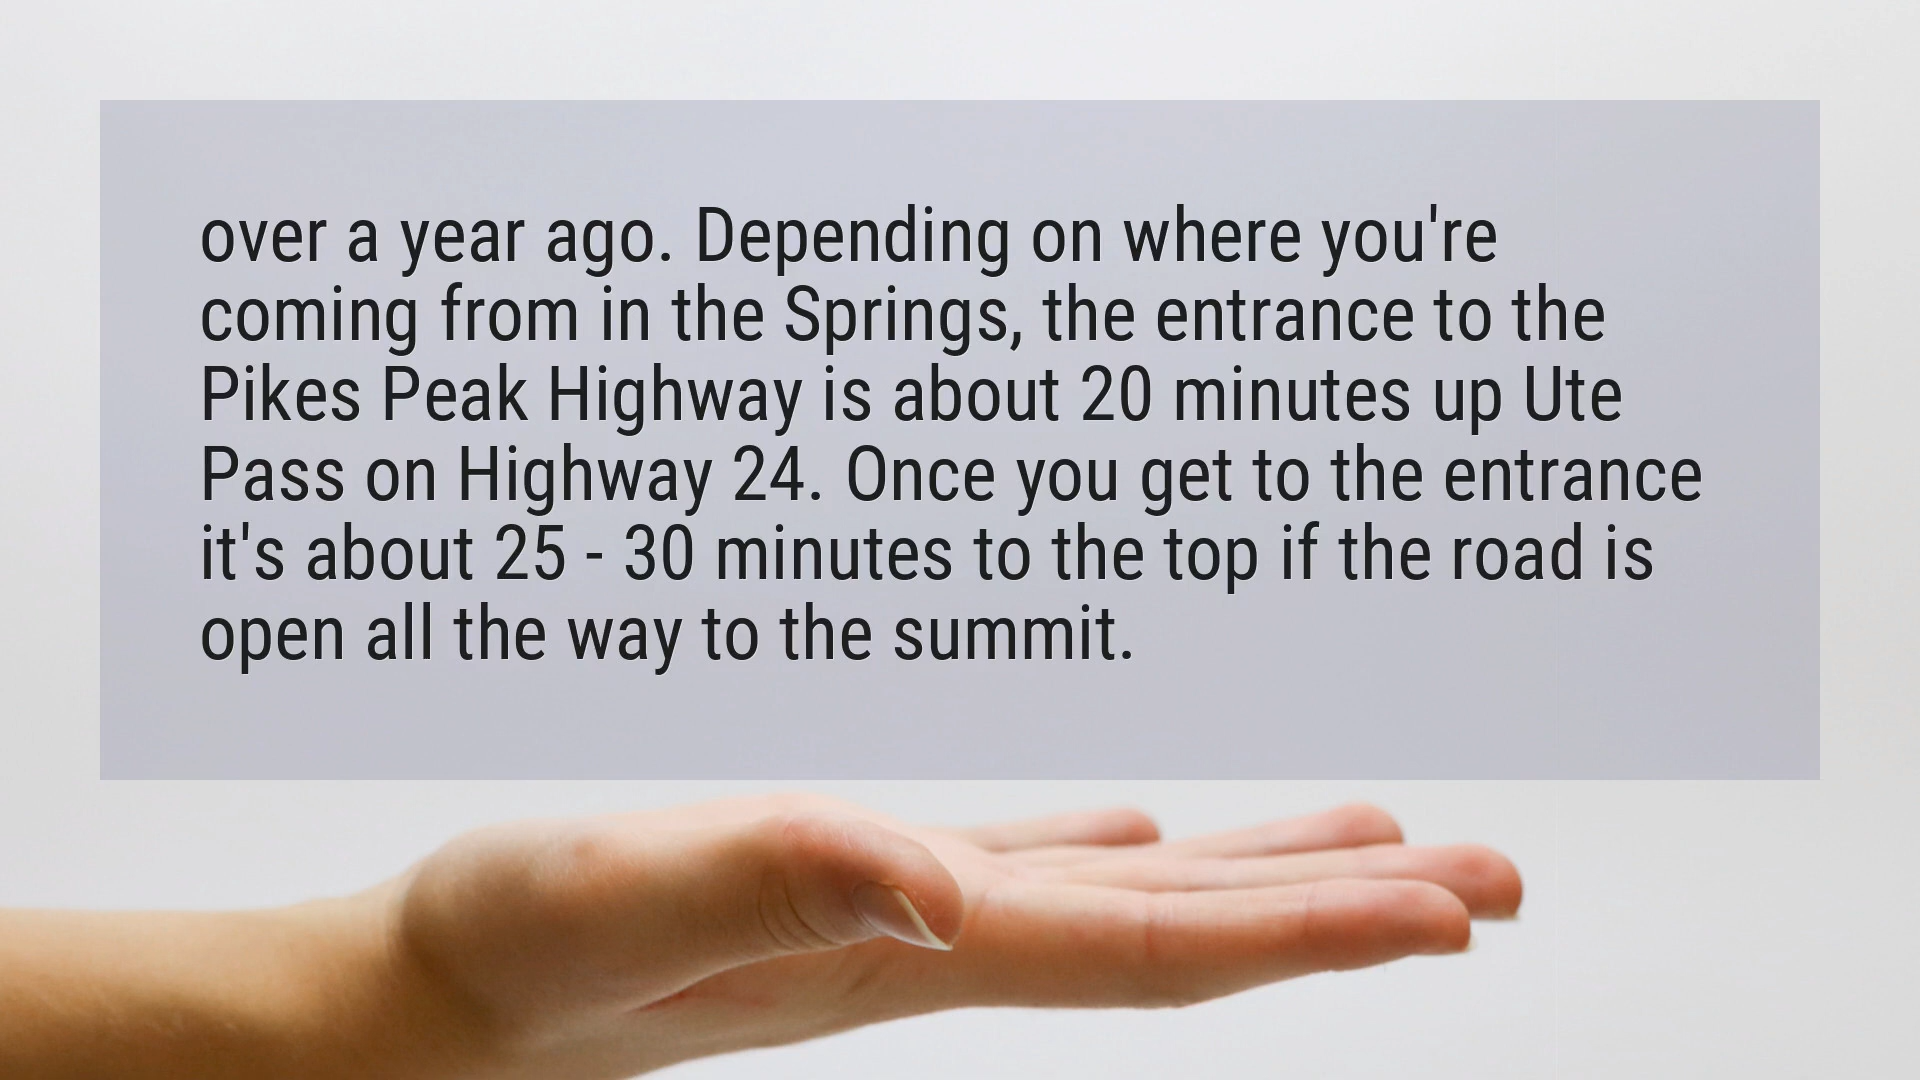 over a year ago. Depending on where you're
coming from in the Springs, the entrance to the
Pikes Peak Highway is about 20 minutes up Ute
Pass on Highway 24. Once you get to the entrance
it's about 25 - 30 minutes to the top if the road is
open all the way to the summit.